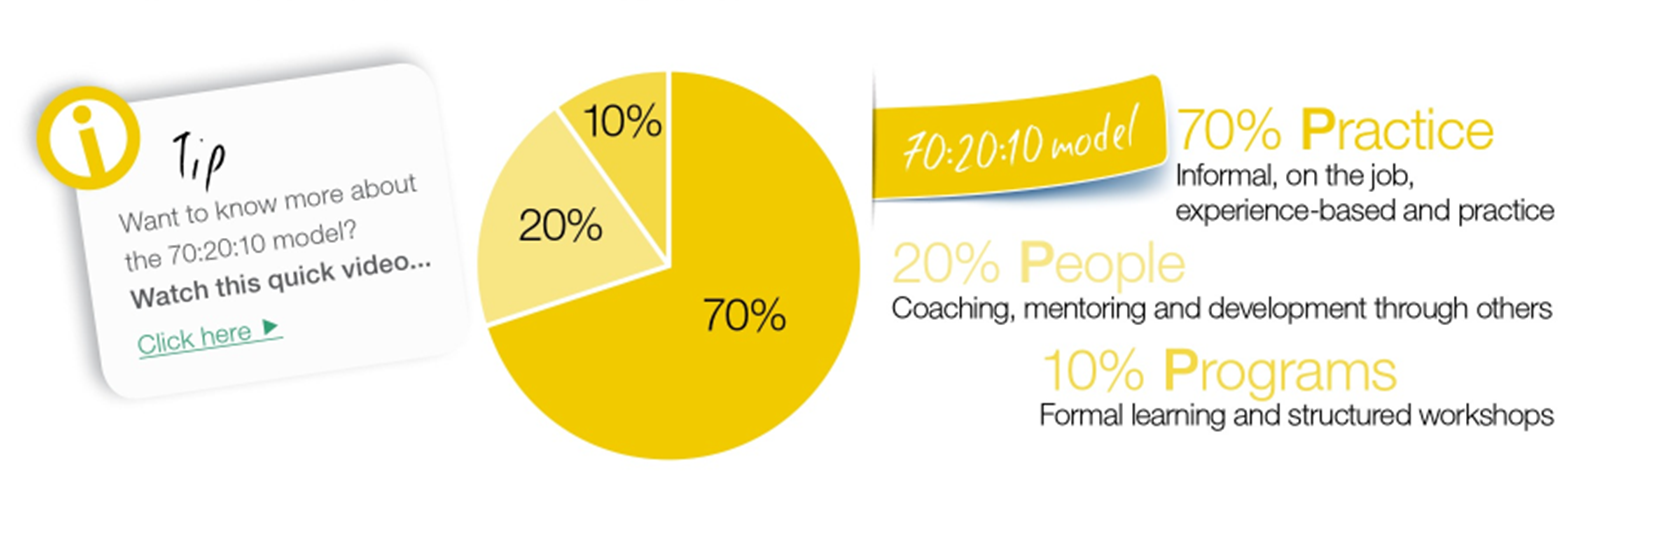 Tip
Want to know more about
the 70:20:10 model?
Watch this quick video...
Click here
10%
20%
70%
70:20:10 model
70% Practice
Informal, on the job,
experience-based and practice
20% People
Coaching, mentoring and development through others
10% Programs
Formal learning and structured workshops